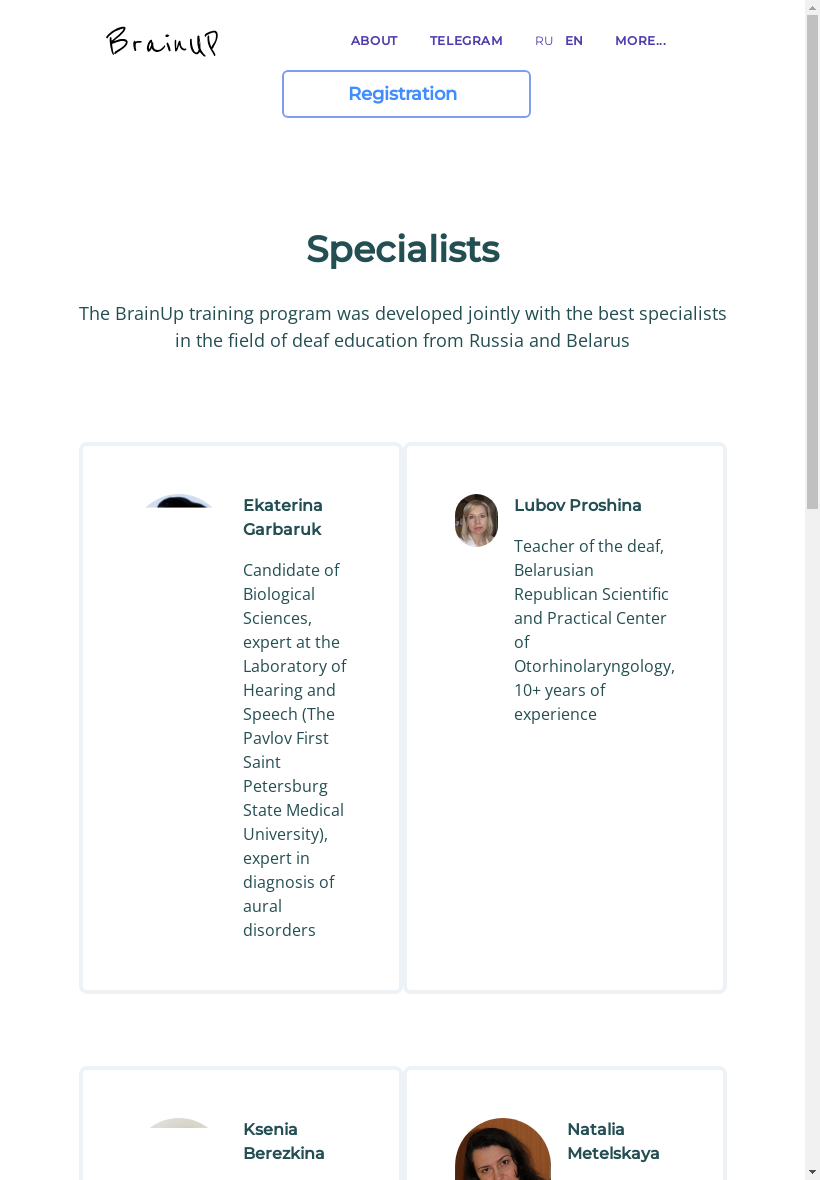 BrainUP
ABOUT
TELEGRAM
RU
EN
MORE...
Registration
Specialists
The BrainUp training program was developed jointly with the best specialists
in the field of deaf education from Russia and Belarus
Ekaterina
Garbaruk
Candidate of
Biological
Sciences,
expert at the
Laboratory of
Hearing and
Speech (The
Pavlov First
Saint
Petersburg
State Medical
University),
expert in
diagnosis of
aural
disorders
Lubov Proshina
Teacher of the deaf,
Belarusian
Republican Scientific
and Practical Center
of
Otorhinolaryngology,
10+ years of
experience
Ksenia
Berezkina
Natalia
Metelskaya